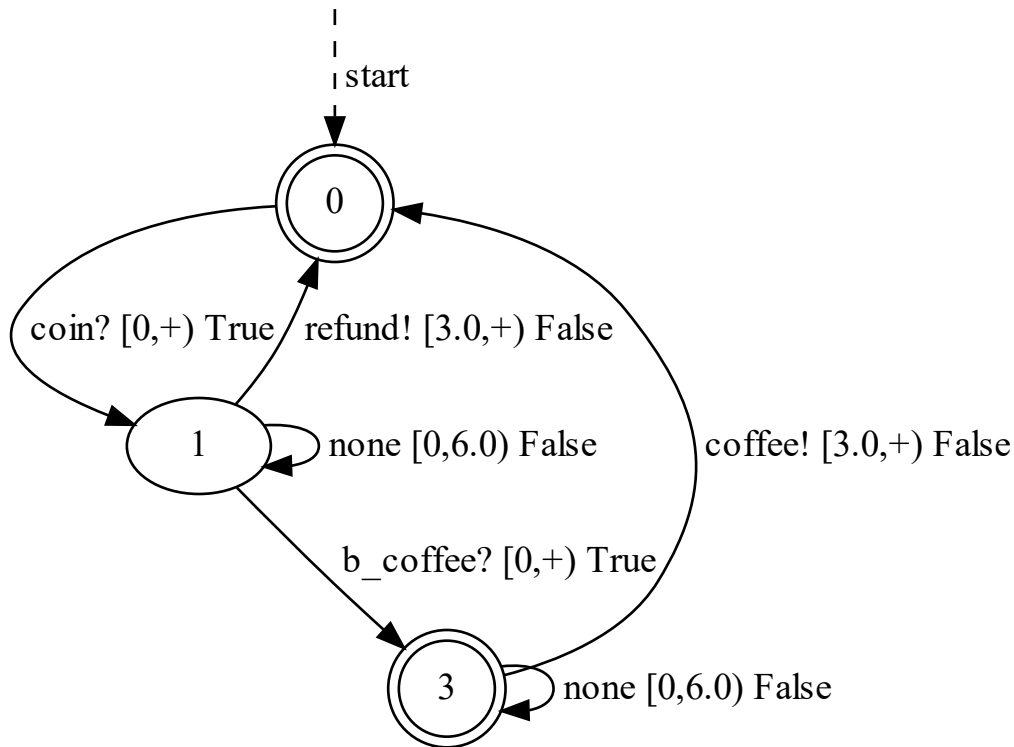 start
0
coin? [0,+) True
refund! [3.0,+) False
1
none [0,6.0) False
coffee! [3.0,+) False
b_coffee? [0,+) True
3
none [0,6.0) False